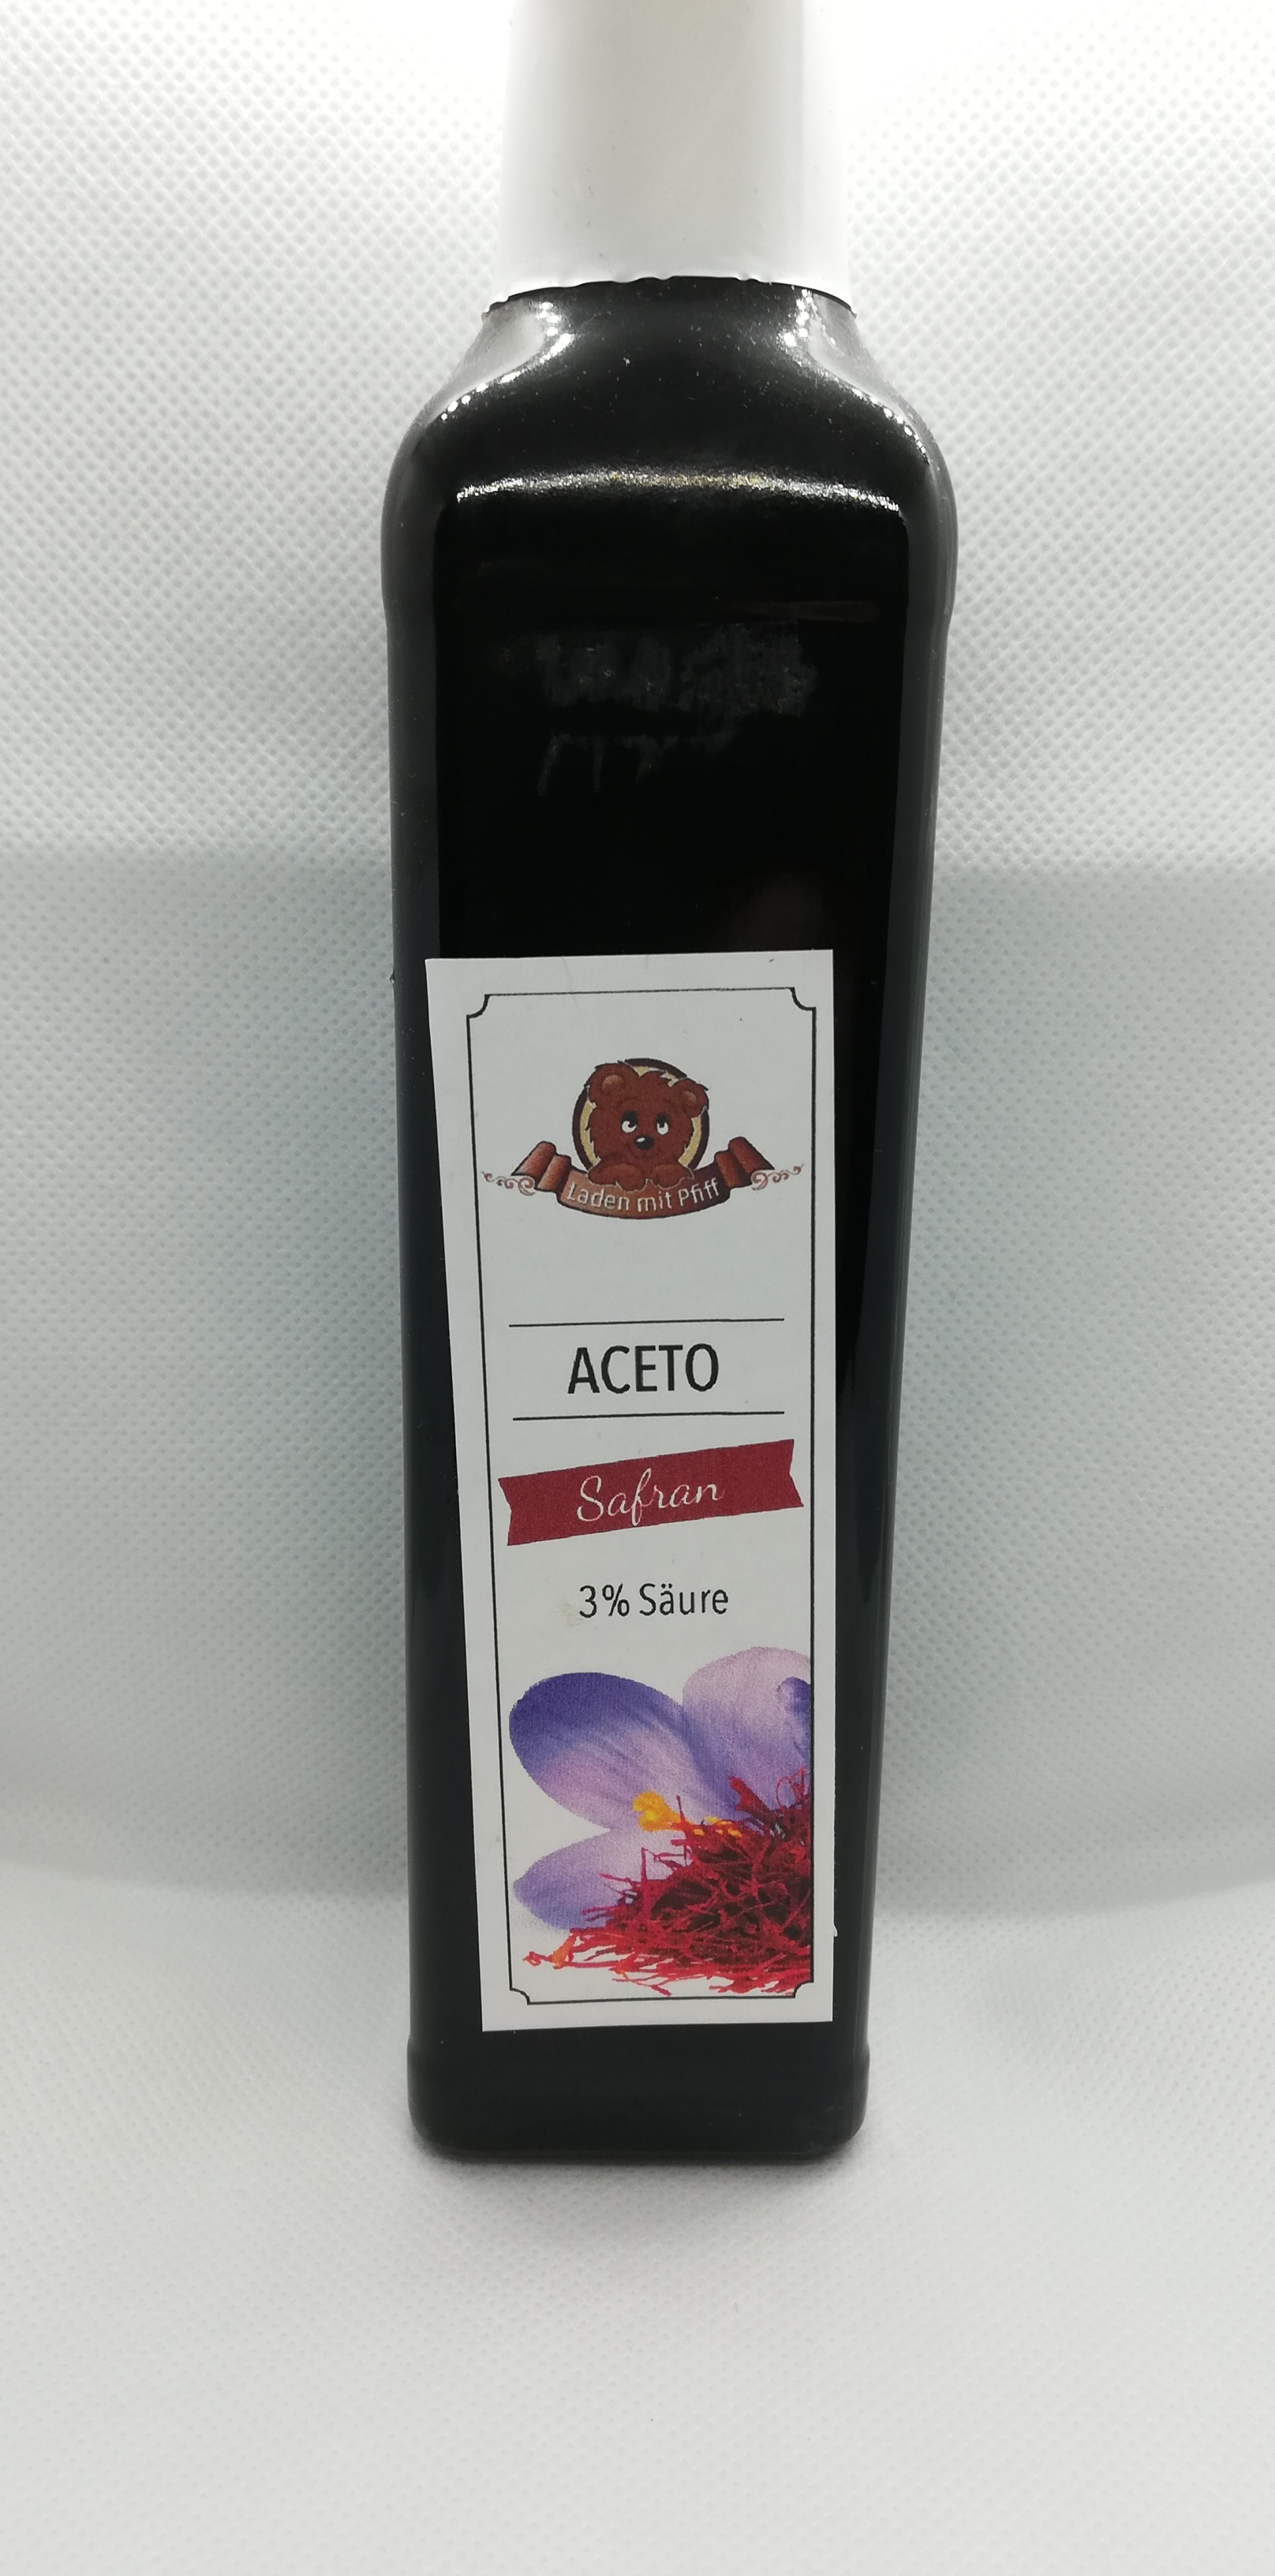 Laden mit Pfiff
ACETO
Safran
3% Säure